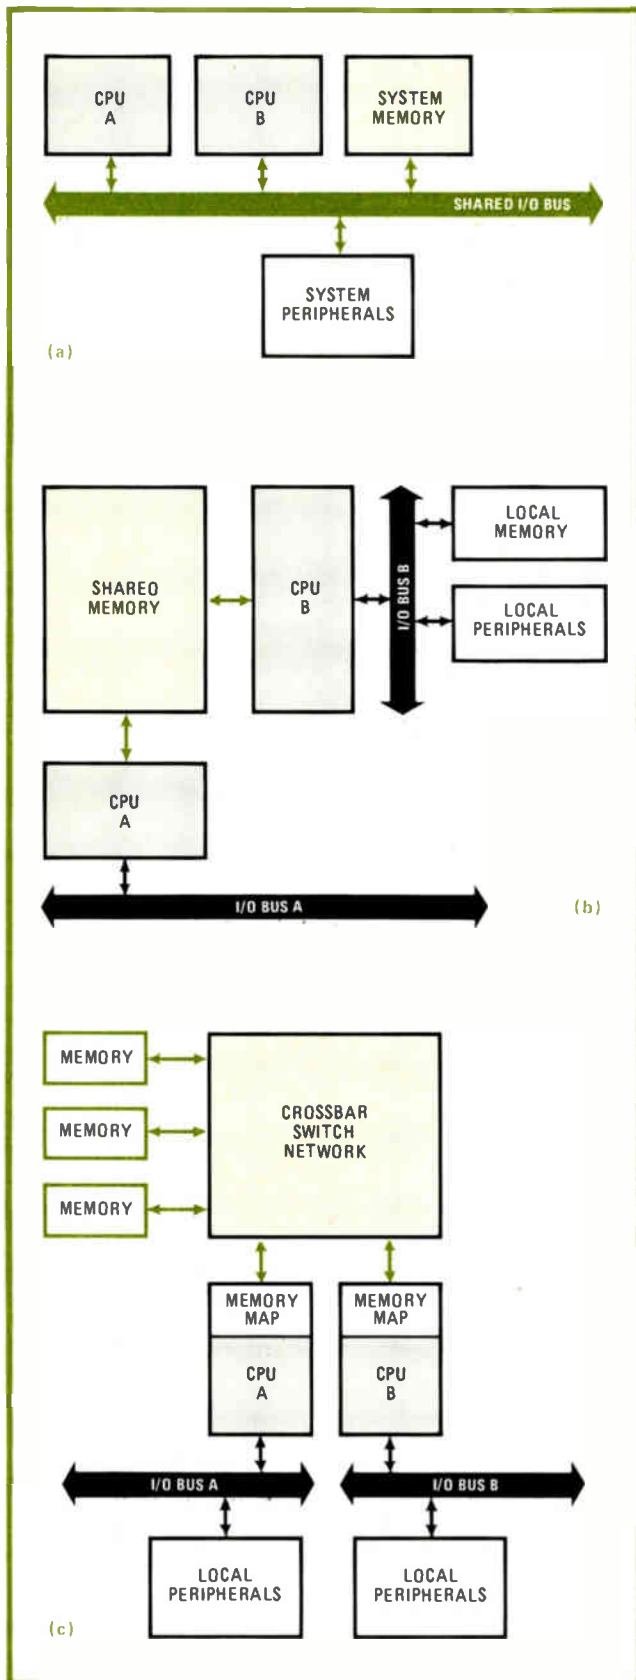 CPU
A
CPU
B
SYSTEM
MEMORY
SHARED I/O BUS
SYSTEM
PERIPHERALS
(a)
SHAREO
MEMORY
CPU
B
I/O BUS B
LOCAL
MEMORY
LOCAL
PERIPHERALS
CPU
A
I/O BUS A
(b)
MEMORY
MEMORY
MEMORY
CROSSBAR
SWITCH
NETWORK
MEMORY
MAP
CPU
A
MEMORY
MAP
CPU
B
I/O BUS A
I/O BUS B
LOCAL
PERIPHERALS
LOCAL
PERIPHERALS
(c)